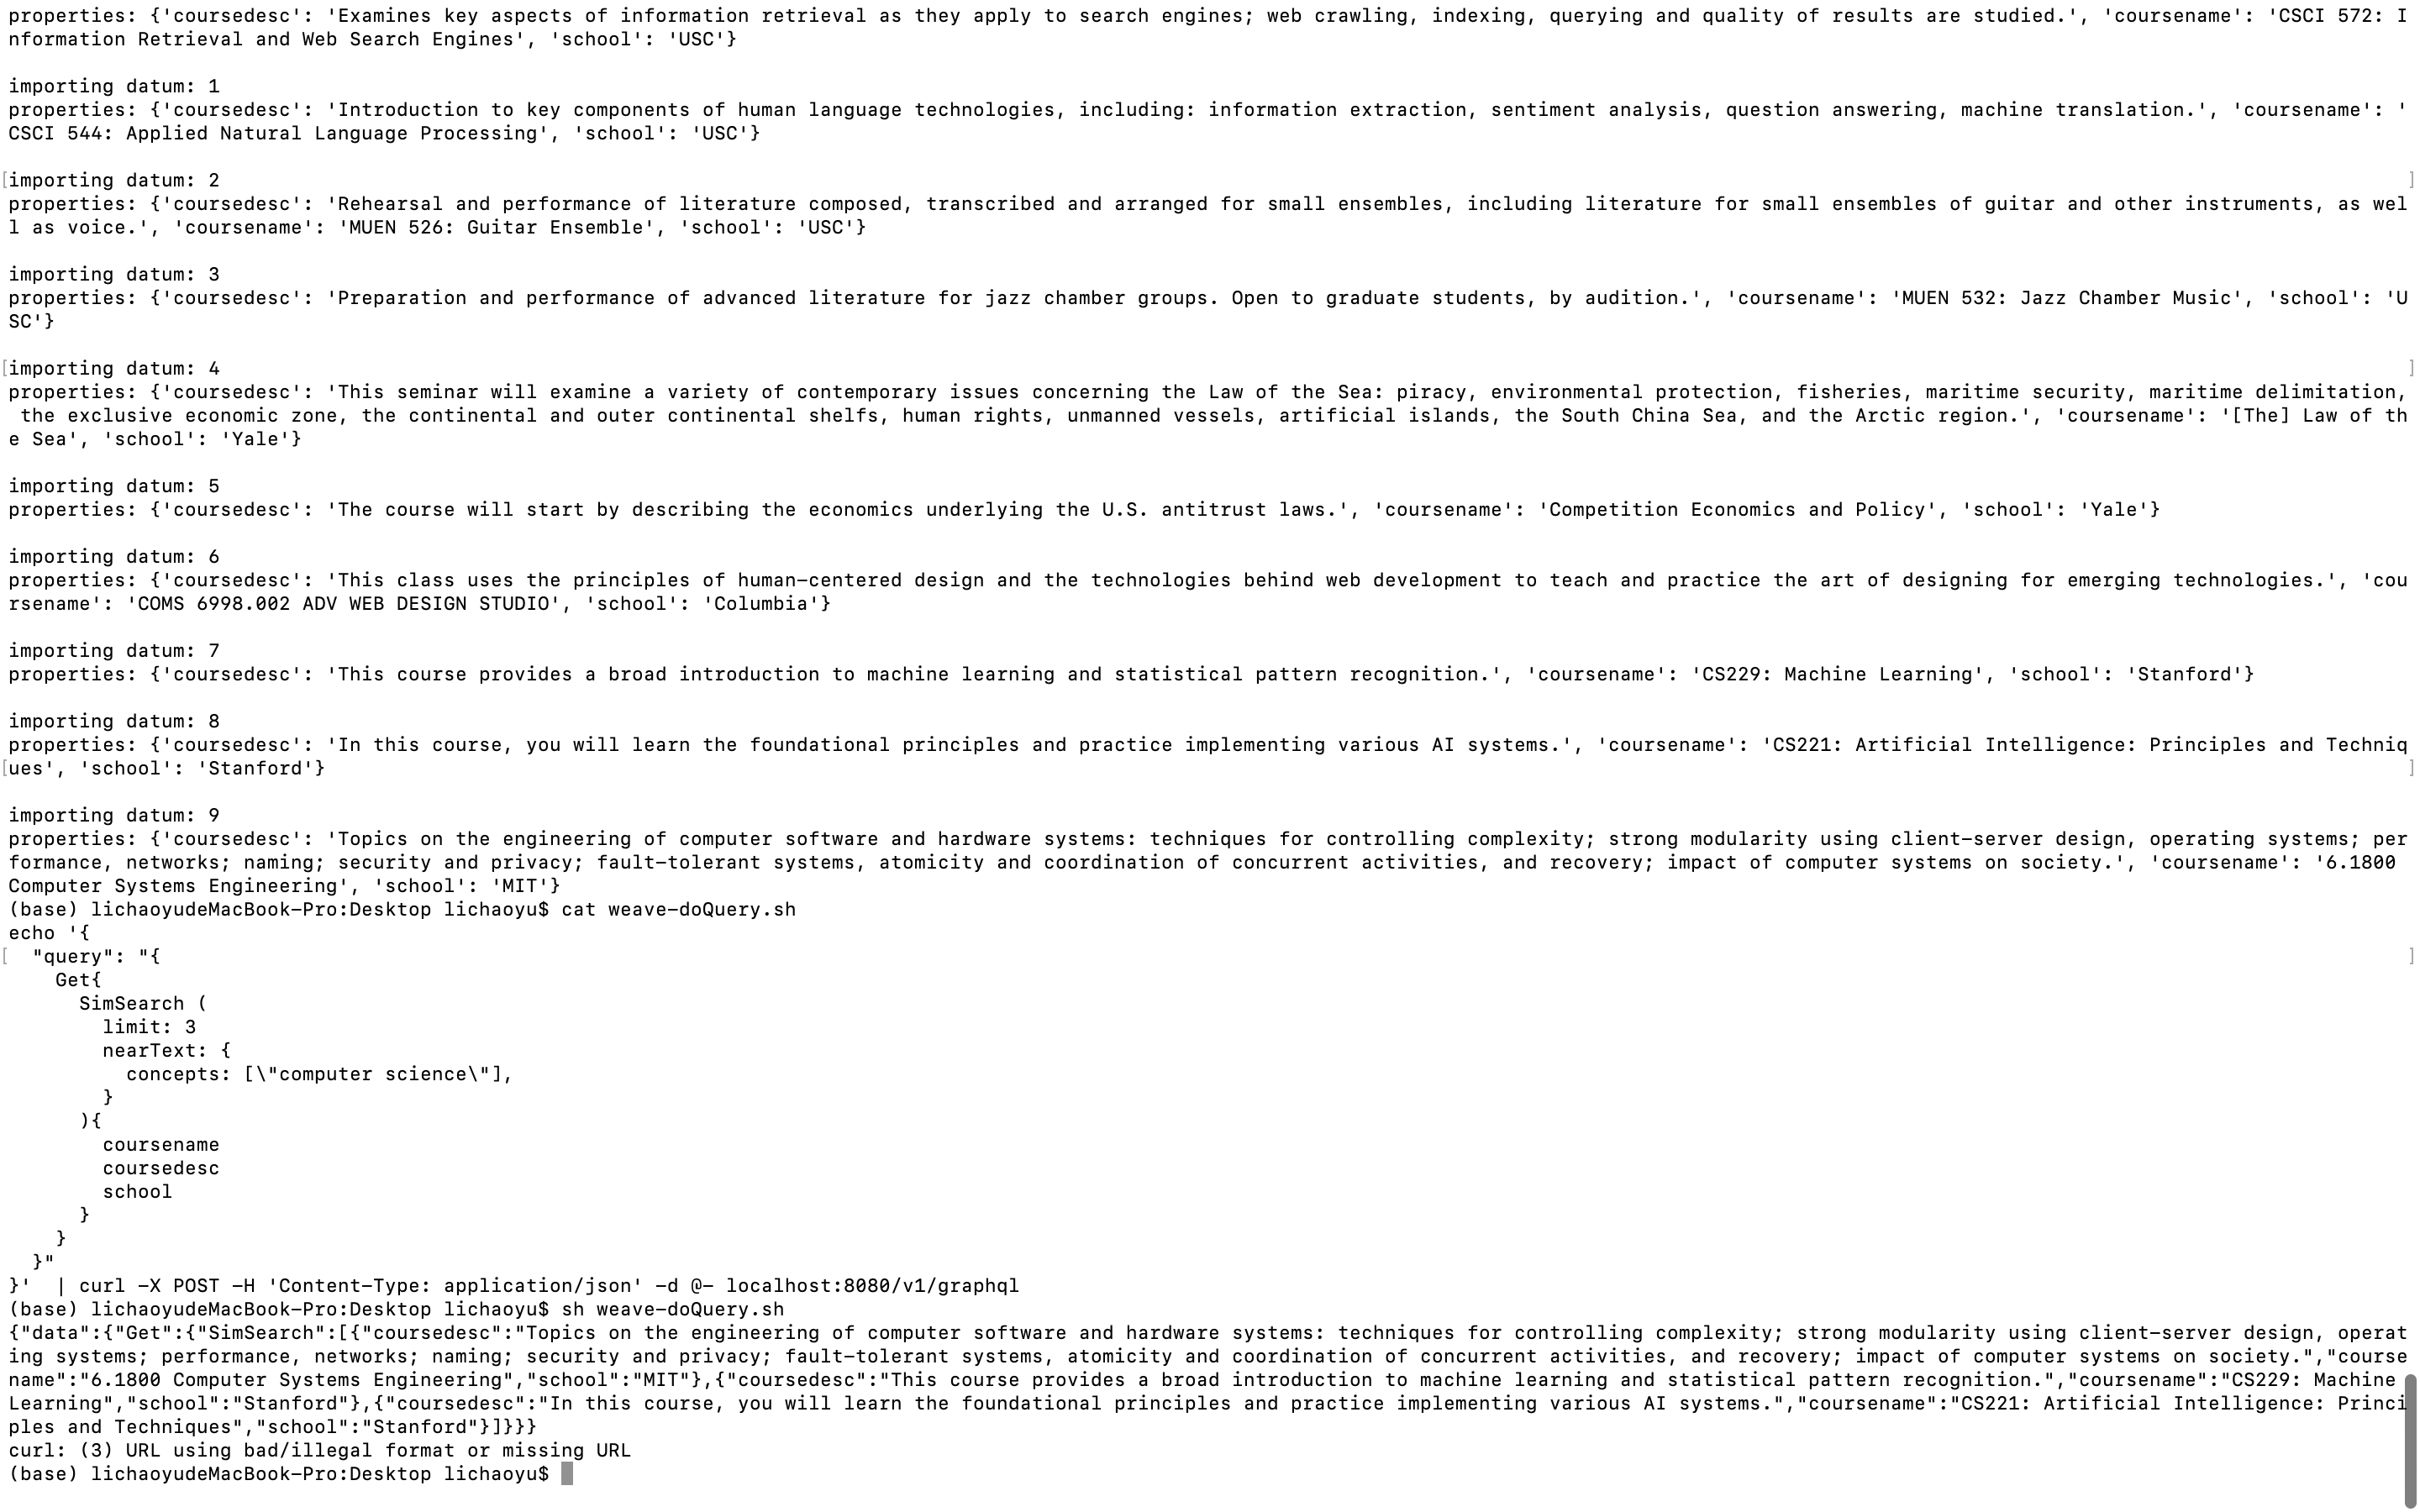 properties: {'coursedesc': 'Examines key aspects of information retrieval as they apply to search engines; web crawling, indexing, querying and quality of results are studied.', 'coursename': 'CSCI 572: I
nformation Retrieval and Web Search Engines', 'school': 'USC'}

importing datum: 1
properties: {'coursedesc': 'Introduction to key components of human language technologies, including: information extraction, sentiment analysis, question answering, machine translation.', 'coursename': '
CSCI 544: Applied Natural Language Processing', 'school': 'USC'}

[importing datum: 2 ]
properties: {'coursedesc': 'Rehearsal and performance of literature composed, transcribed and arranged for small ensembles, including literature for small ensembles of guitar and other instruments, as wel
l as voice.', 'coursename': 'MUEN 526: Guitar Ensemble', 'school': 'USC'}

importing datum: 3
properties: {'coursedesc': 'Preparation and performance of advanced literature for jazz chamber groups. Open to graduate students, by audition.', 'coursename': 'MUEN 532: Jazz Chamber Music', 'school': 'U
SC'}

[importing datum: 4 ]
properties: {'coursedesc': 'This seminar will examine a variety of contemporary issues concerning the Law of the Sea: piracy, environmental protection, fisheries, maritime security, maritime delimitation,
 the exclusive economic zone, the continental and outer continental shelfs, human rights, unmanned vessels, artificial islands, the South China Sea, and the Arctic region.', 'coursename': '[The] Law of th
e Sea', 'school': 'Yale'}

importing datum: 5
properties: {'coursedesc': 'The course will start by describing the economics underlying the U.S. antitrust laws.', 'coursename': 'Competition Economics and Policy', 'school': 'Yale'}

importing datum: 6
properties: {'coursedesc': 'This class uses the principles of human-centered design and the technologies behind web development to teach and practice the art of designing for emerging technologies.', 'cou
rsename': 'COMS 6998.002 ADV WEB DESIGN STUDIO', 'school': 'Columbia'}

importing datum: 7
properties: {'coursedesc': 'This course provides a broad introduction to machine learning and statistical pattern recognition.', 'coursename': 'CS229: Machine Learning', 'school': 'Stanford'}

importing datum: 8
properties: {'coursedesc': 'In this course, you will learn the foundational principles and practice implementing various AI systems.', 'coursename': 'CS221: Artificial Intelligence: Principles and Techniq
[ues', 'school': 'Stanford'} ]

importing datum: 9
properties: {'coursedesc': 'Topics on the engineering of computer software and hardware systems: techniques for controlling complexity; strong modularity using client-server design, operating systems; per
formance, networks; naming; security and privacy; fault-tolerant systems, atomicity and coordination of concurrent activities, and recovery; impact of computer systems on society.', 'coursename': '6.1800
Computer Systems Engineering', 'school': 'MIT'}
(base) lichaoyudeMacBook-Pro:Desktop lichaoyu$ cat weave-doQuery.sh
echo '{
[  "query": "{ ]
    Get{
      SimSearch (
        limit: 3
        nearText: {
          concepts: [\"computer science\"],
        }
      ){
        coursename
        coursedesc
        school
      }
    }
  }"
}'  | curl -X POST -H 'Content-Type: application/json' -d @- localhost:8080/v1/graphql
(base) lichaoyudeMacBook-Pro:Desktop lichaoyu$ sh weave-doQuery.sh
{"data":{"Get":{"SimSearch":[{"coursedesc":"Topics on the engineering of computer software and hardware systems: techniques for controlling complexity; strong modularity using client-server design, operat
ing systems; performance, networks; naming; security and privacy; fault-tolerant systems, atomicity and coordination of concurrent activities, and recovery; impact of computer systems on society.","course
name":"6.1800 Computer Systems Engineering","school":"MIT"},{"coursedesc":"This course provides a broad introduction to machine learning and statistical pattern recognition.","coursename":"CS229: Machine
Learning","school":"Stanford"},{"coursedesc":"In this course, you will learn the foundational principles and practice implementing various AI systems.","coursename":"CS221: Artificial Intelligence: Princi
ples and Techniques","school":"Stanford"}]}}}
curl: (3) URL using bad/illegal format or missing URL
(base) lichaoyudeMacBook-Pro:Desktop lichaoyu$